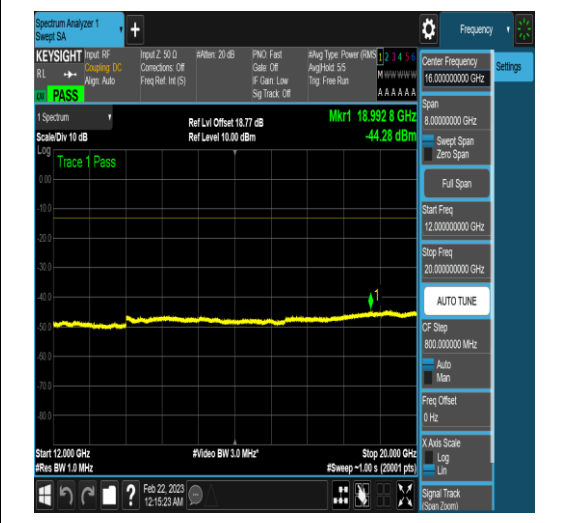 Spectrum Analyzer 1
Swept SA
Frequency
KEYSIGHT
RL
PASS
Input: RF
Coupling: DC
Align: Auto
Input Z: 50 Ω
Corrections: Off
Freq Ref: Int (S)
#Atten: 20 dB
PNO: Fast
Gate: Off
IF Gain: Low
Sig Track: Off
#Avg Type: Power (RMS
Avg|Hold: 5/5
Trig: Free Run
1 2 3 4 5 6
M W W W W W
A A A A A A
Center Frequency
16.000000000 GHz
Settings
Span
8.00000000 GHz
Swept Span
Zero Span
Full Span
Start Freq
12.000000000 GHz
Stop Freq
20.000000000 GHz
AUTO TUNE
CF Step
800.000000 MHz
Auto
Man
Freq Offset
0 Hz
X Axis Scale
Log
Lin
Signal Track
(Span Zoom)
1 Spectrum
Scale/Div 10 dB
Ref Lvl Offset 18.77 dB
Ref Level 10.00 dBm
Mkr1 18.992 8 GHz
-44.28 dBm
Log
Trace 1 Pass
0.00
-10.0
-20.0
-30.0
-40.0
-50.0
-60.0
-70.0
-80.0
1
Start 12.000 GHz
#Res BW 1.0 MHz
#Video BW 3.0 MHz*
Stop 20.000 GHz
#Sweep ~1.00 s (20001 pts)
Feb 22, 2023
12:15:23 AM